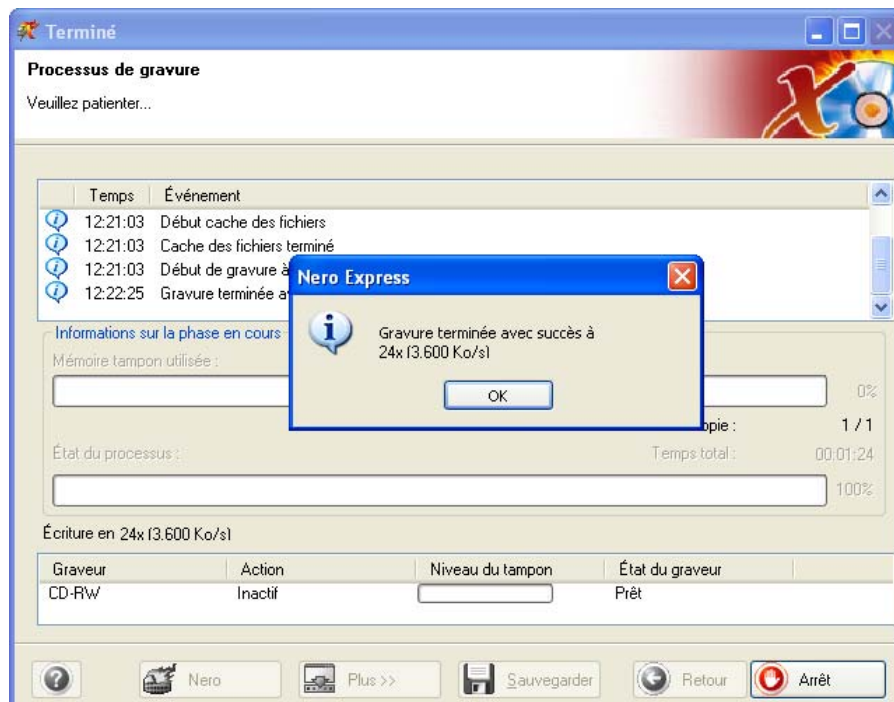 Terminé
Processus de gravure
Veuillez patienter...
Temps Événement
12:21:03 Début cache des fichiers
12:21:03 Cache des fichiers terminé
12:21:03 Début de gravure à
12:22:25 Gravure terminée
Nero Express
Gravure terminée avec succès à
24x (3.600 Ko/s)
OK
Informations sur la phase en cours
Mémoire tampon utilisée :
0%
1 / 1
État du processus :
Temps total : 00:01:24
100%
Écriture en 24x (3.600 Ko/s)
Graveur Action Niveau du tampon État du graveur
CD-RW Inactif Prêt
Nero Plus >> Sauvegarder Retour Arrêt